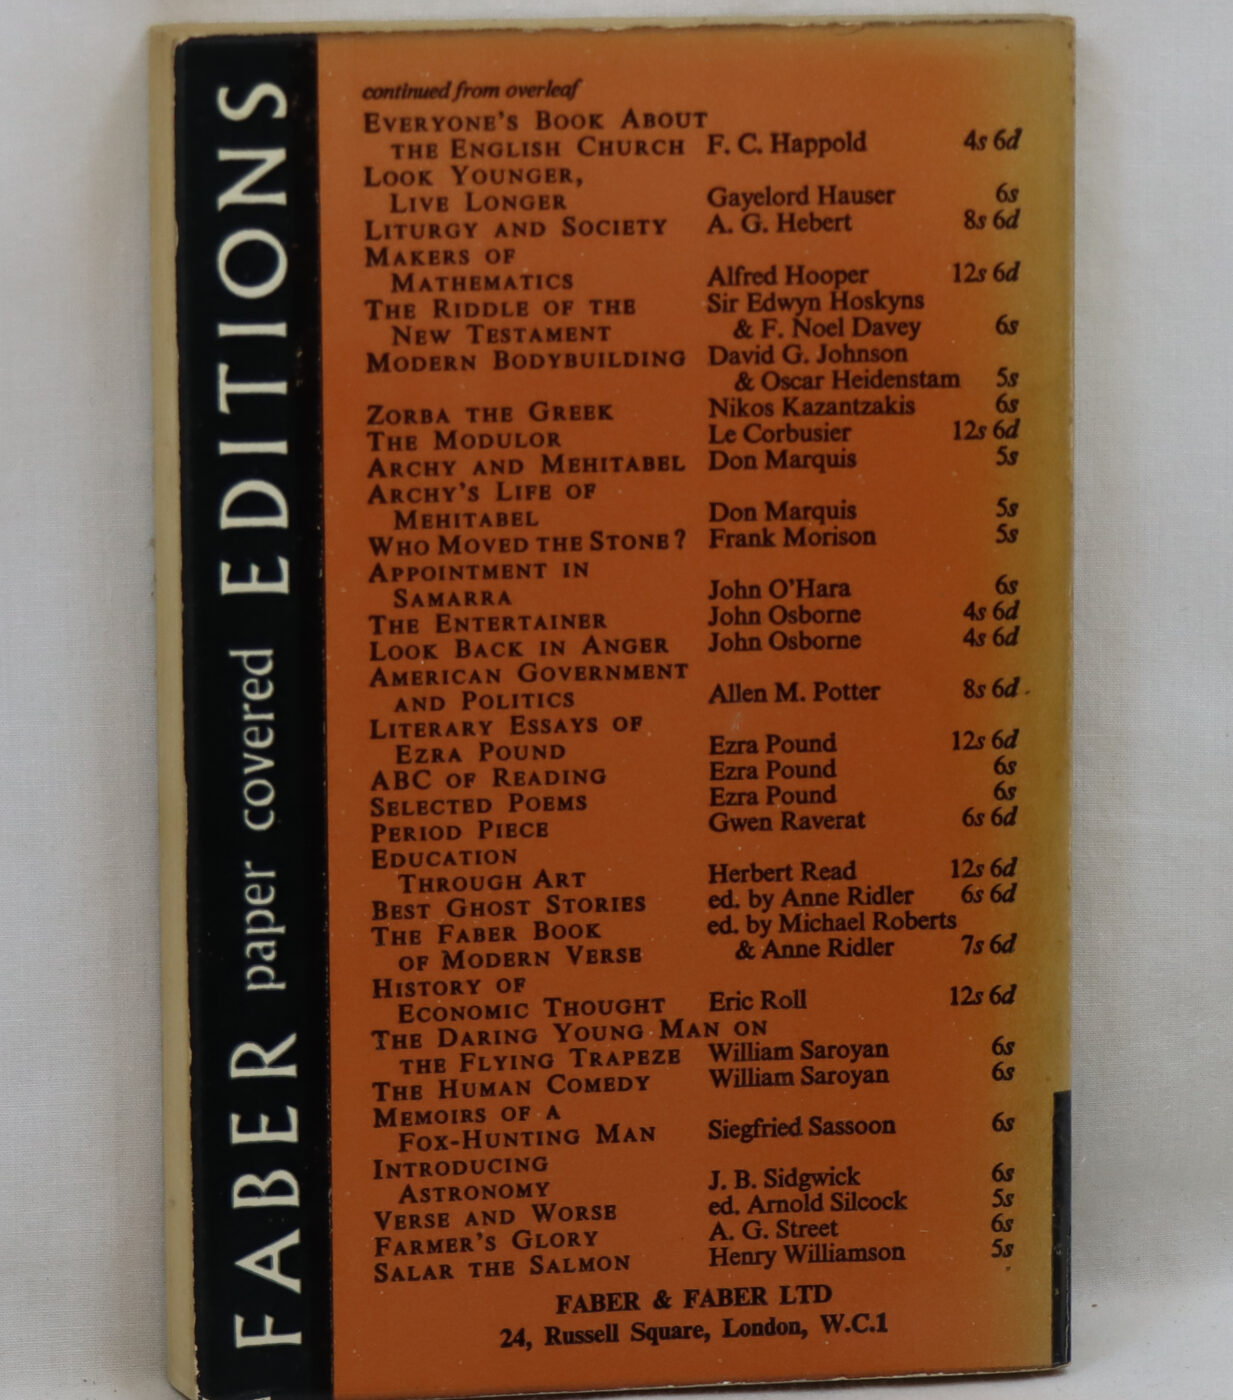 FABER paper covered EDITIONS
continued from overleaf
EVERYONE'S BOOK ABOUT
THE ENGLISH CHURCH F. C. Happold 4s 6d
LOOK YOUNGER,
LIVE LONGER Gayelord Hauser 6s
LITURGY AND SOCIETY A. G. Hebert 8s 6d
MAKERS OF
MATHEMATICS Alfred Hooper 12s 6d
THE RIDDLE OF THE Sir Edwyn Hoskyns
NEW TESTAMENT & F. Noel Davey 6s
MODERN BODYBUILDING David G. Johnson
& Oscar Heidenstam 5s
ZORBA THE GREEK Nikos Kazantzakis 6s
THE MODULOR Le Corbusier 12s 6d
ARCHY AND MEHITABEL Don Marquis 5s
ARCHY'S LIFE OF
MEHITABEL Don Marquis 5s
WHO MOVED THE STONE? Frank Morison 5s
APPOINTMENT IN
SAMARRA John O'Hara 6s
THE ENTERTAINER John Osborne 4s 6d
LOOK BACK IN ANGER John Osborne 4s 6d
AMERICAN GOVERNMENT
AND POLITICS Allen M. Potter 8s 6d
LITERARY ESSAYS OF
EZRA POUND Ezra Pound 12s 6d
ABC OF READING Ezra Pound 6s
SELECTED POEMS Ezra Pound 6s
PERIOD PIECE Gwen Raverat 6s 6d
EDUCATION
THROUGH ART Herbert Read 12s 6d
BEST GHOST STORIES ed. by Anne Ridler 6s 6d
THE FABER BOOK ed. by Michael Roberts
OF MODERN VERSE & Anne Ridler 7s 6d
HISTORY OF
ECONOMIC THOUGHT Eric Roll 12s 6d
THE DARING YOUNG MAN ON
THE FLYING TRAPEZE William Saroyan 6s
THE HUMAN COMEDY William Saroyan 6s
MEMOIRS OF A
FOX-HUNTING MAN Siegfried Sassoon 6s
INTRODUCING
ASTRONOMY J. B. Sidgwick 6s
VERSE AND WORSE ed. Arnold Silcock 5s
FARMER'S GLORY A. G. Street 6s
SALAR THE SALMON Henry Williamson 5s
FABER & FABER LTD
24, Russell Square, London, W.C.1